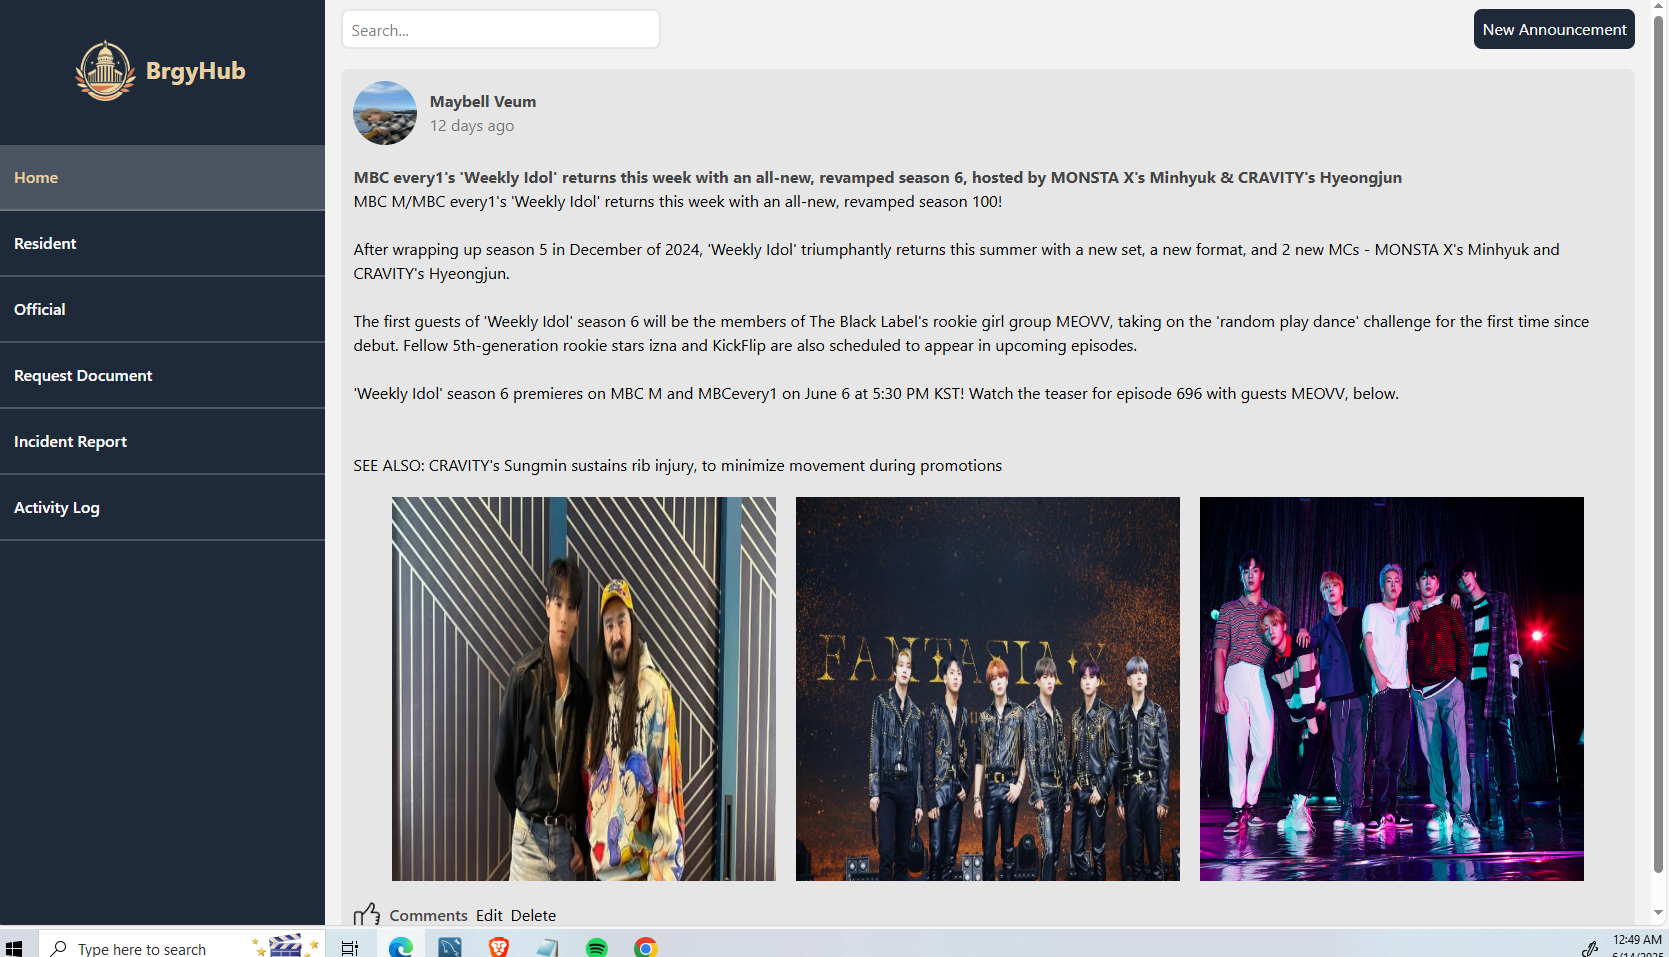 BrgyHub
Home
Resident
Official
Request Document
Incident Report
Activity Log
Search...
New Announcement
Maybell Veum
12 days ago
MBC every1's 'Weekly Idol' returns this week with an all-new, revamped season 6, hosted by MONSTA X's Minhyuk & CRAVITY's Hyeongjun
MBC M/MBC every1's 'Weekly Idol' returns this week with an all-new, revamped season 100!
After wrapping up season 5 in December of 2024, 'Weekly Idol' triumphantly returns this summer with a new set, a new format, and 2 new MCs - MONSTA X's Minhyuk and
CRAVITY's Hyeongjun.
The first guests of 'Weekly Idol' season 6 will be the members of The Black Label's rookie girl group MEOVV, taking on the 'random play dance' challenge for the first time since
debut. Fellow 5th-generation rookie stars izna and KickFlip are also scheduled to appear in upcoming episodes.
'Weekly Idol' season 6 premieres on MBC M and MBCevery1 on June 6 at 5:30 PM KST! Watch the teaser for episode 696 with guests MEOVV, below.
SEE ALSO: CRAVITY's Sungmin sustains rib injury, to minimize movement during promotions
FANTASIA X
Comments Edit Delete
Type here to search
12:49 AM
6/14/2025